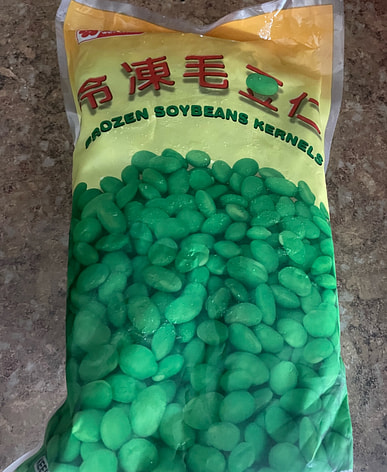 冷凍毛豆仁
FROZEN SOYBEANS KERNELS